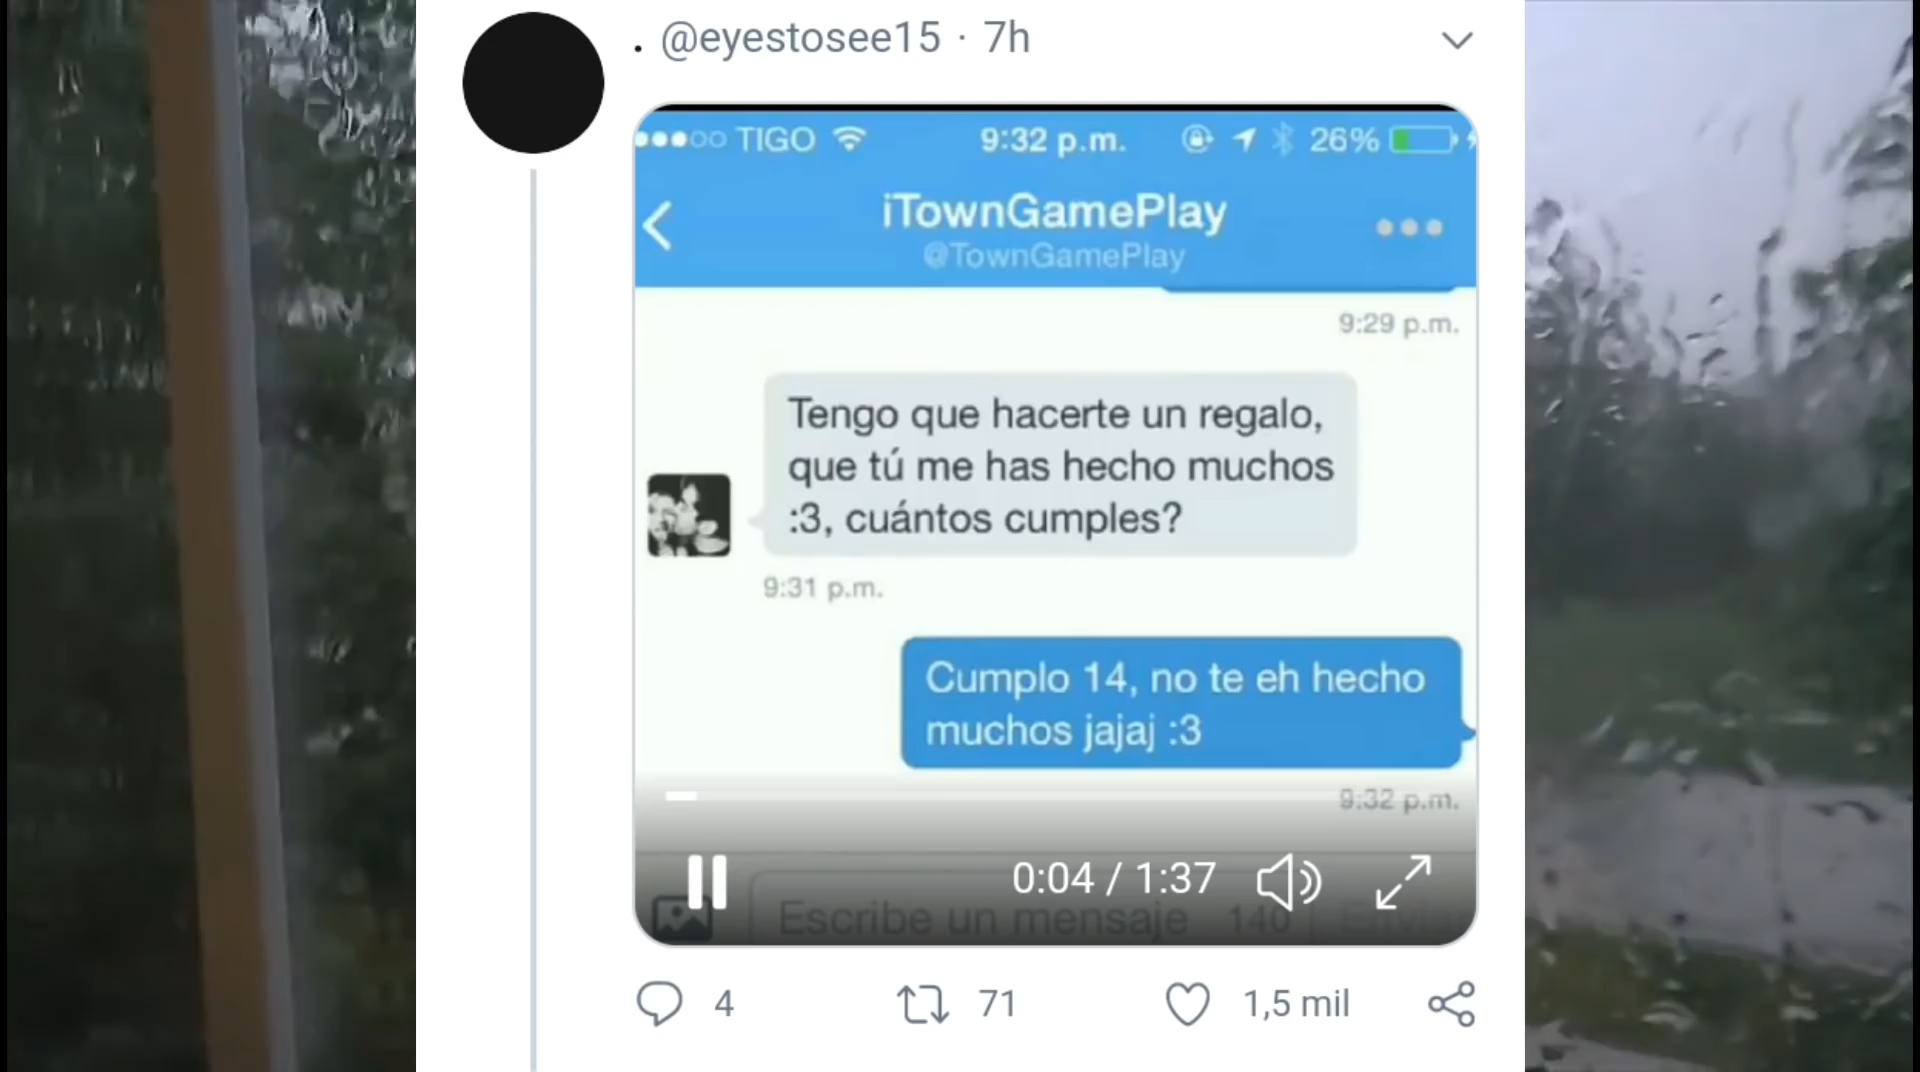 . @eyestosee15 · 7h
TIGO 9:32 p.m. 26%
iTownGamePlay
@TownGamePlay
9:29 p.m.
Tengo que hacerte un regalo,
que tú me has hecho muchos
:3, cuántos cumples?
9:31 p.m.
Cumplo 14, no te eh hecho
muchos jajaj :3
9:32 p.m.
0:04 / 1:37
Escribe un mensaje 140 Enviar
4 71 1,5 mil